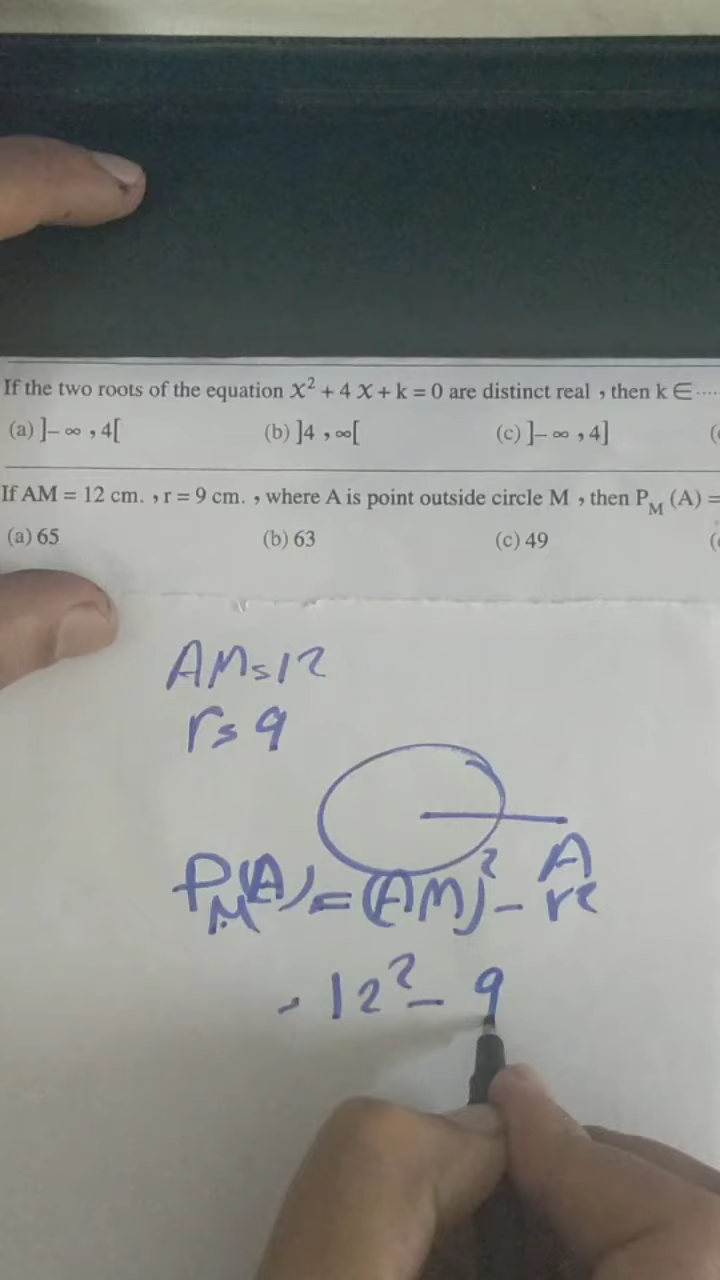 If the two roots of the equation x² + 4 x + k = 0 are distinct real , then k ∈ ····
(a) ]– ∞ , 4[ (b) ]4 , ∞[ (c) ]– ∞ , 4]
If AM = 12 cm. , r = 9 cm. , where A is point outside circle M , then P_M (A) =
(a) 65 (b) 63 (c) 49
AM = 12
r = 9
A
P_M(A) = (AM)² – r²
= 12² – 9